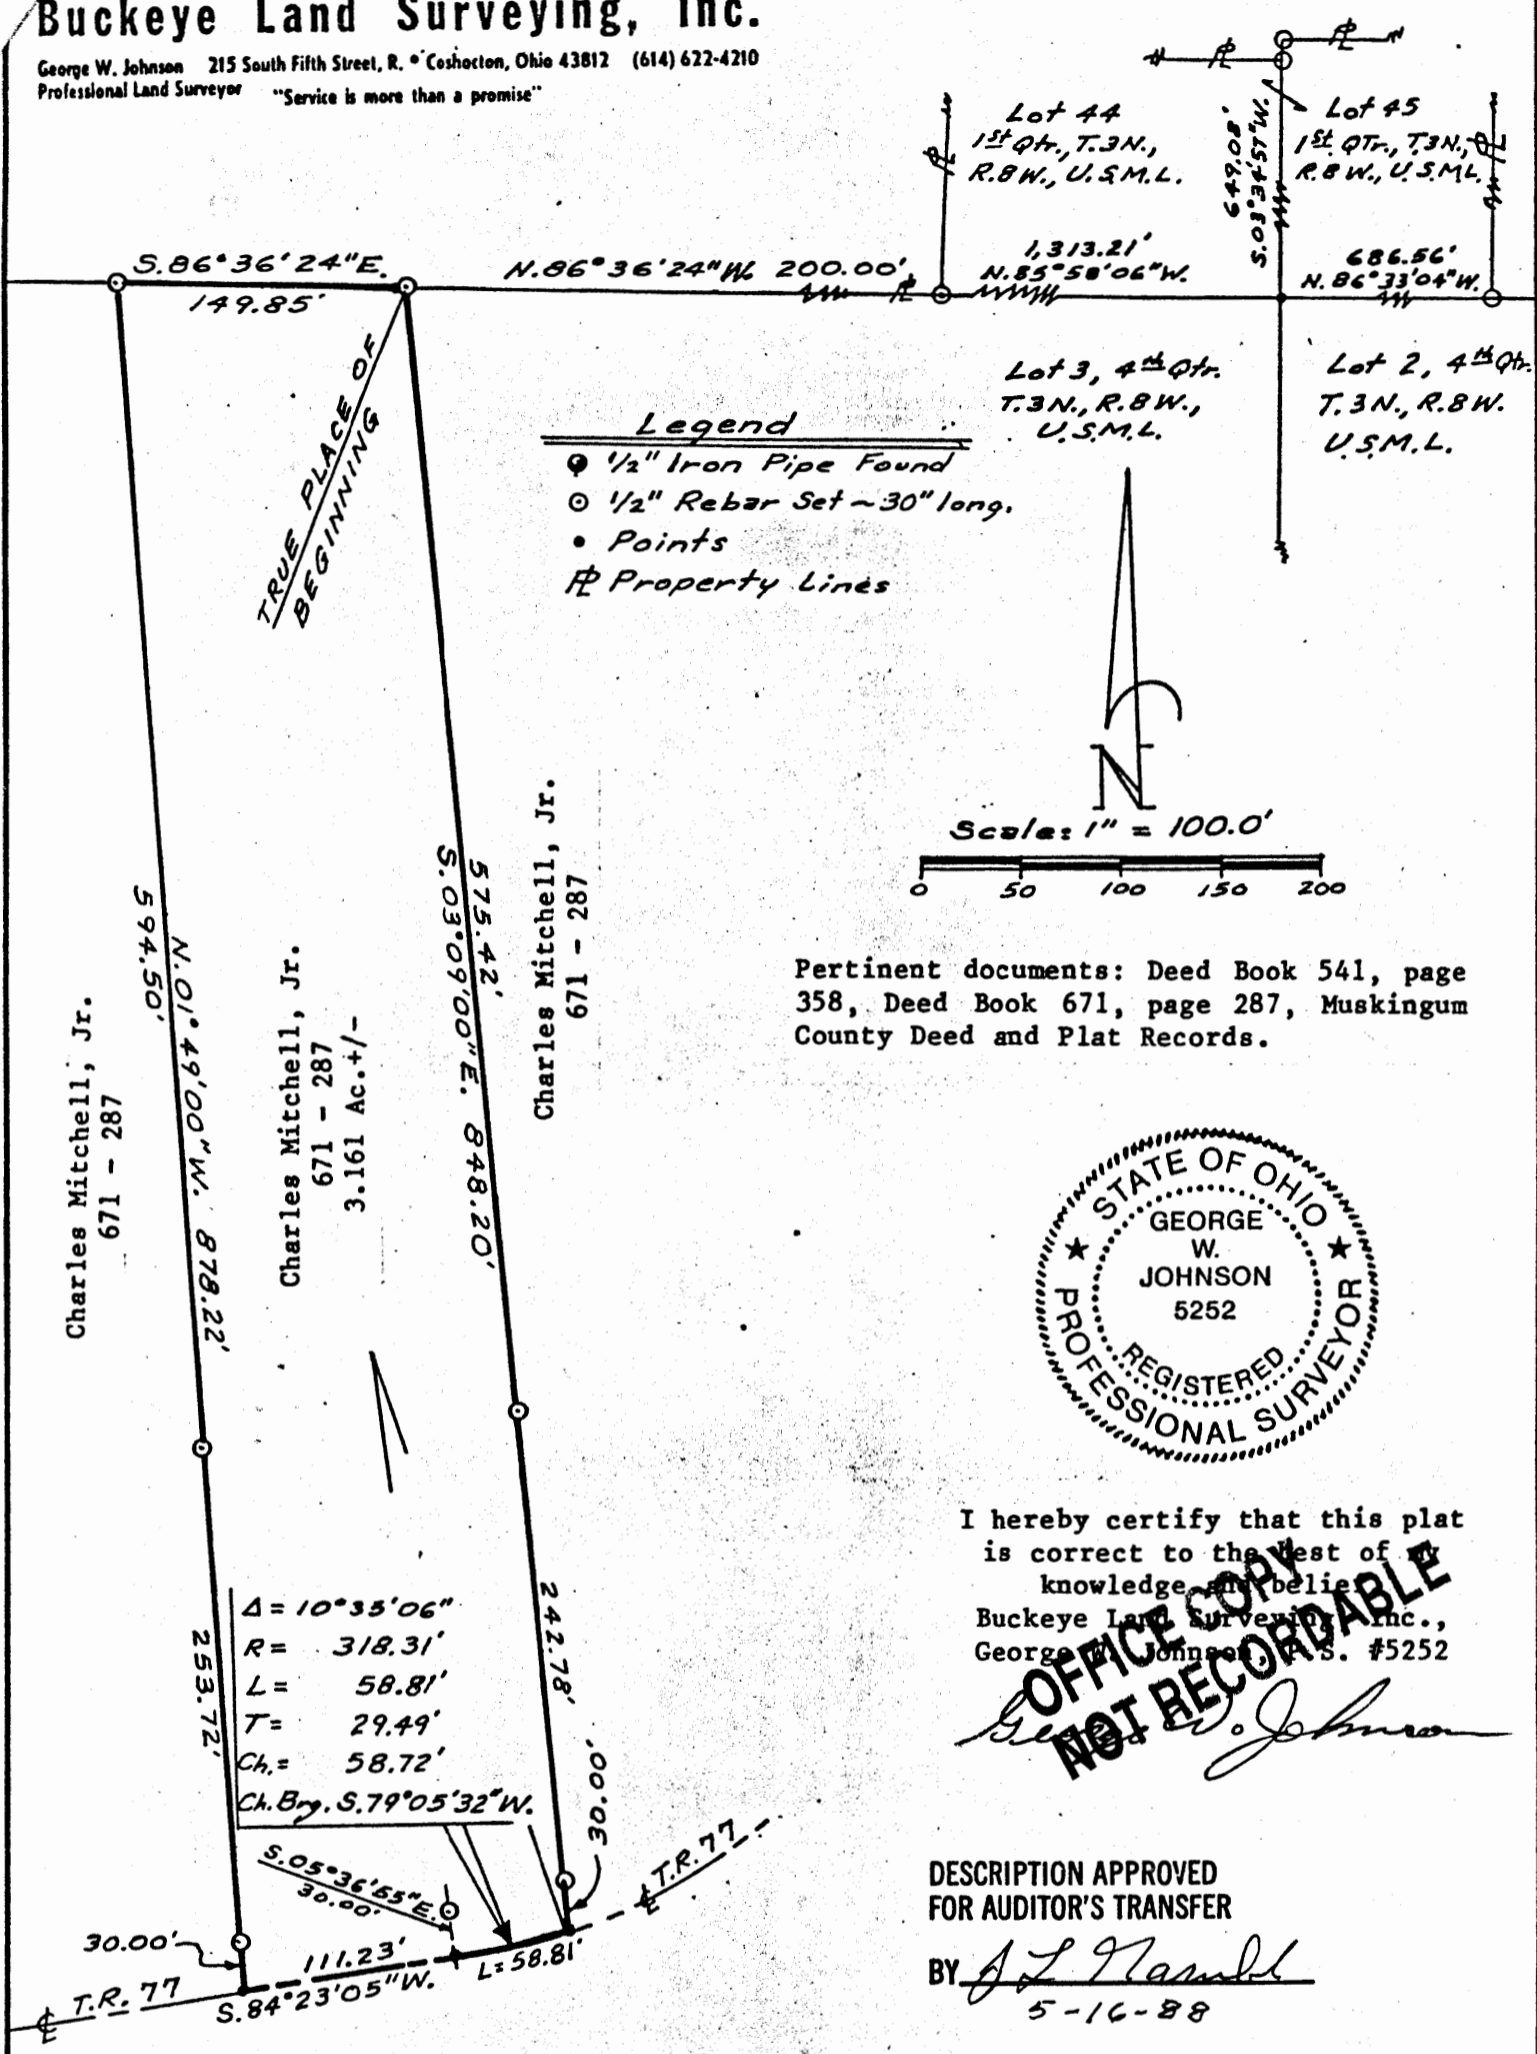 Buckeye Land Surveying, Inc.
George W. Johnson 215 South Fifth Street, R. • Coshocton, Ohio 43812 (614) 622-4210
Professional Land Surveyor "Service is more than a promise"
Lot 44
1st Qtr., T.3N.,
R.8W., U.S.M.L.
649.08'
S.03°34'57"W.
Lot 45
1st QTr., T.3N.,
R.8W., U.S.M.L.
S.86°36'24"E.
149.85'
N.86°36'24"W. 200.00'
1,313.21'
N.85°58'06"W.
686.56'
N.86°33'04"W.
TRUE PLACE OF
BEGINNING
Lot 3, 4th Qtr.
T.3N., R.8W.,
U.S.M.L.
Lot 2, 4th Qtr.
T.3N., R.8W.
U.S.M.L.
Legend
1/2" Iron Pipe Found
1/2" Rebar Set ~ 30" long.
• Points
PL Property Lines
N
Scale: 1" = 100.0'
0 50 100 150 200
594.50'
N.01°49'00"W. 878.22'
575.42'
S.03°09'00"E. 848.20'
Charles Mitchell, Jr.
671 - 287
Charles Mitchell, Jr.
671 - 287
3.161 Ac.+/-
Charles Mitchell, Jr.
671 - 287
Pertinent documents: Deed Book 541, page
358, Deed Book 671, page 287, Muskingum
County Deed and Plat Records.
STATE OF OHIO
GEORGE
W.
JOHNSON
5252
REGISTERED
PROFESSIONAL SURVEYOR
I hereby certify that this plat
is correct to the best of my
knowledge and belief.
Buckeye Land Surveying, Inc.,
George W. Johnson, P.S. #5252
OFFICE COPY
NOT RECORDABLE
George W. Johnson
253.72'
242.78'
Δ= 10°35'06"
R= 318.31'
L= 58.81'
T= 29.49'
Ch.= 58.72'
Ch. Brg. S.79°05'32"W.
30.00'
S.05°36'55"E.
30.00'
T.R. 77
30.00'
111.23'
S.84°23'05"W.
L=58.81'
T.R. 77
DESCRIPTION APPROVED
FOR AUDITOR'S TRANSFER
BY
5-16-88